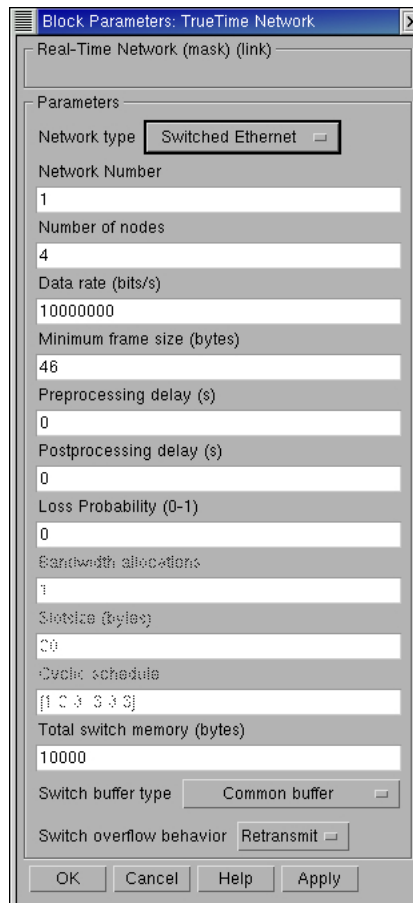 Block Parameters: TrueTime Network
Real-Time Network (mask) (link)
Parameters
Network type Switched Ethernet
Network Number
1
Number of nodes
4
Data rate (bits/s)
10000000
Minimum frame size (bytes)
46
Preprocessing delay (s)
0
Postprocessing delay (s)
0
Loss Probability (0-1)
0
Bandwidth allocations
1
Slotsize (bytes)
Cyclic schedule
Total switch memory (bytes)
10000
Switch buffer type Common buffer
Switch overflow behavior Retransmit
OK Cancel Help Apply